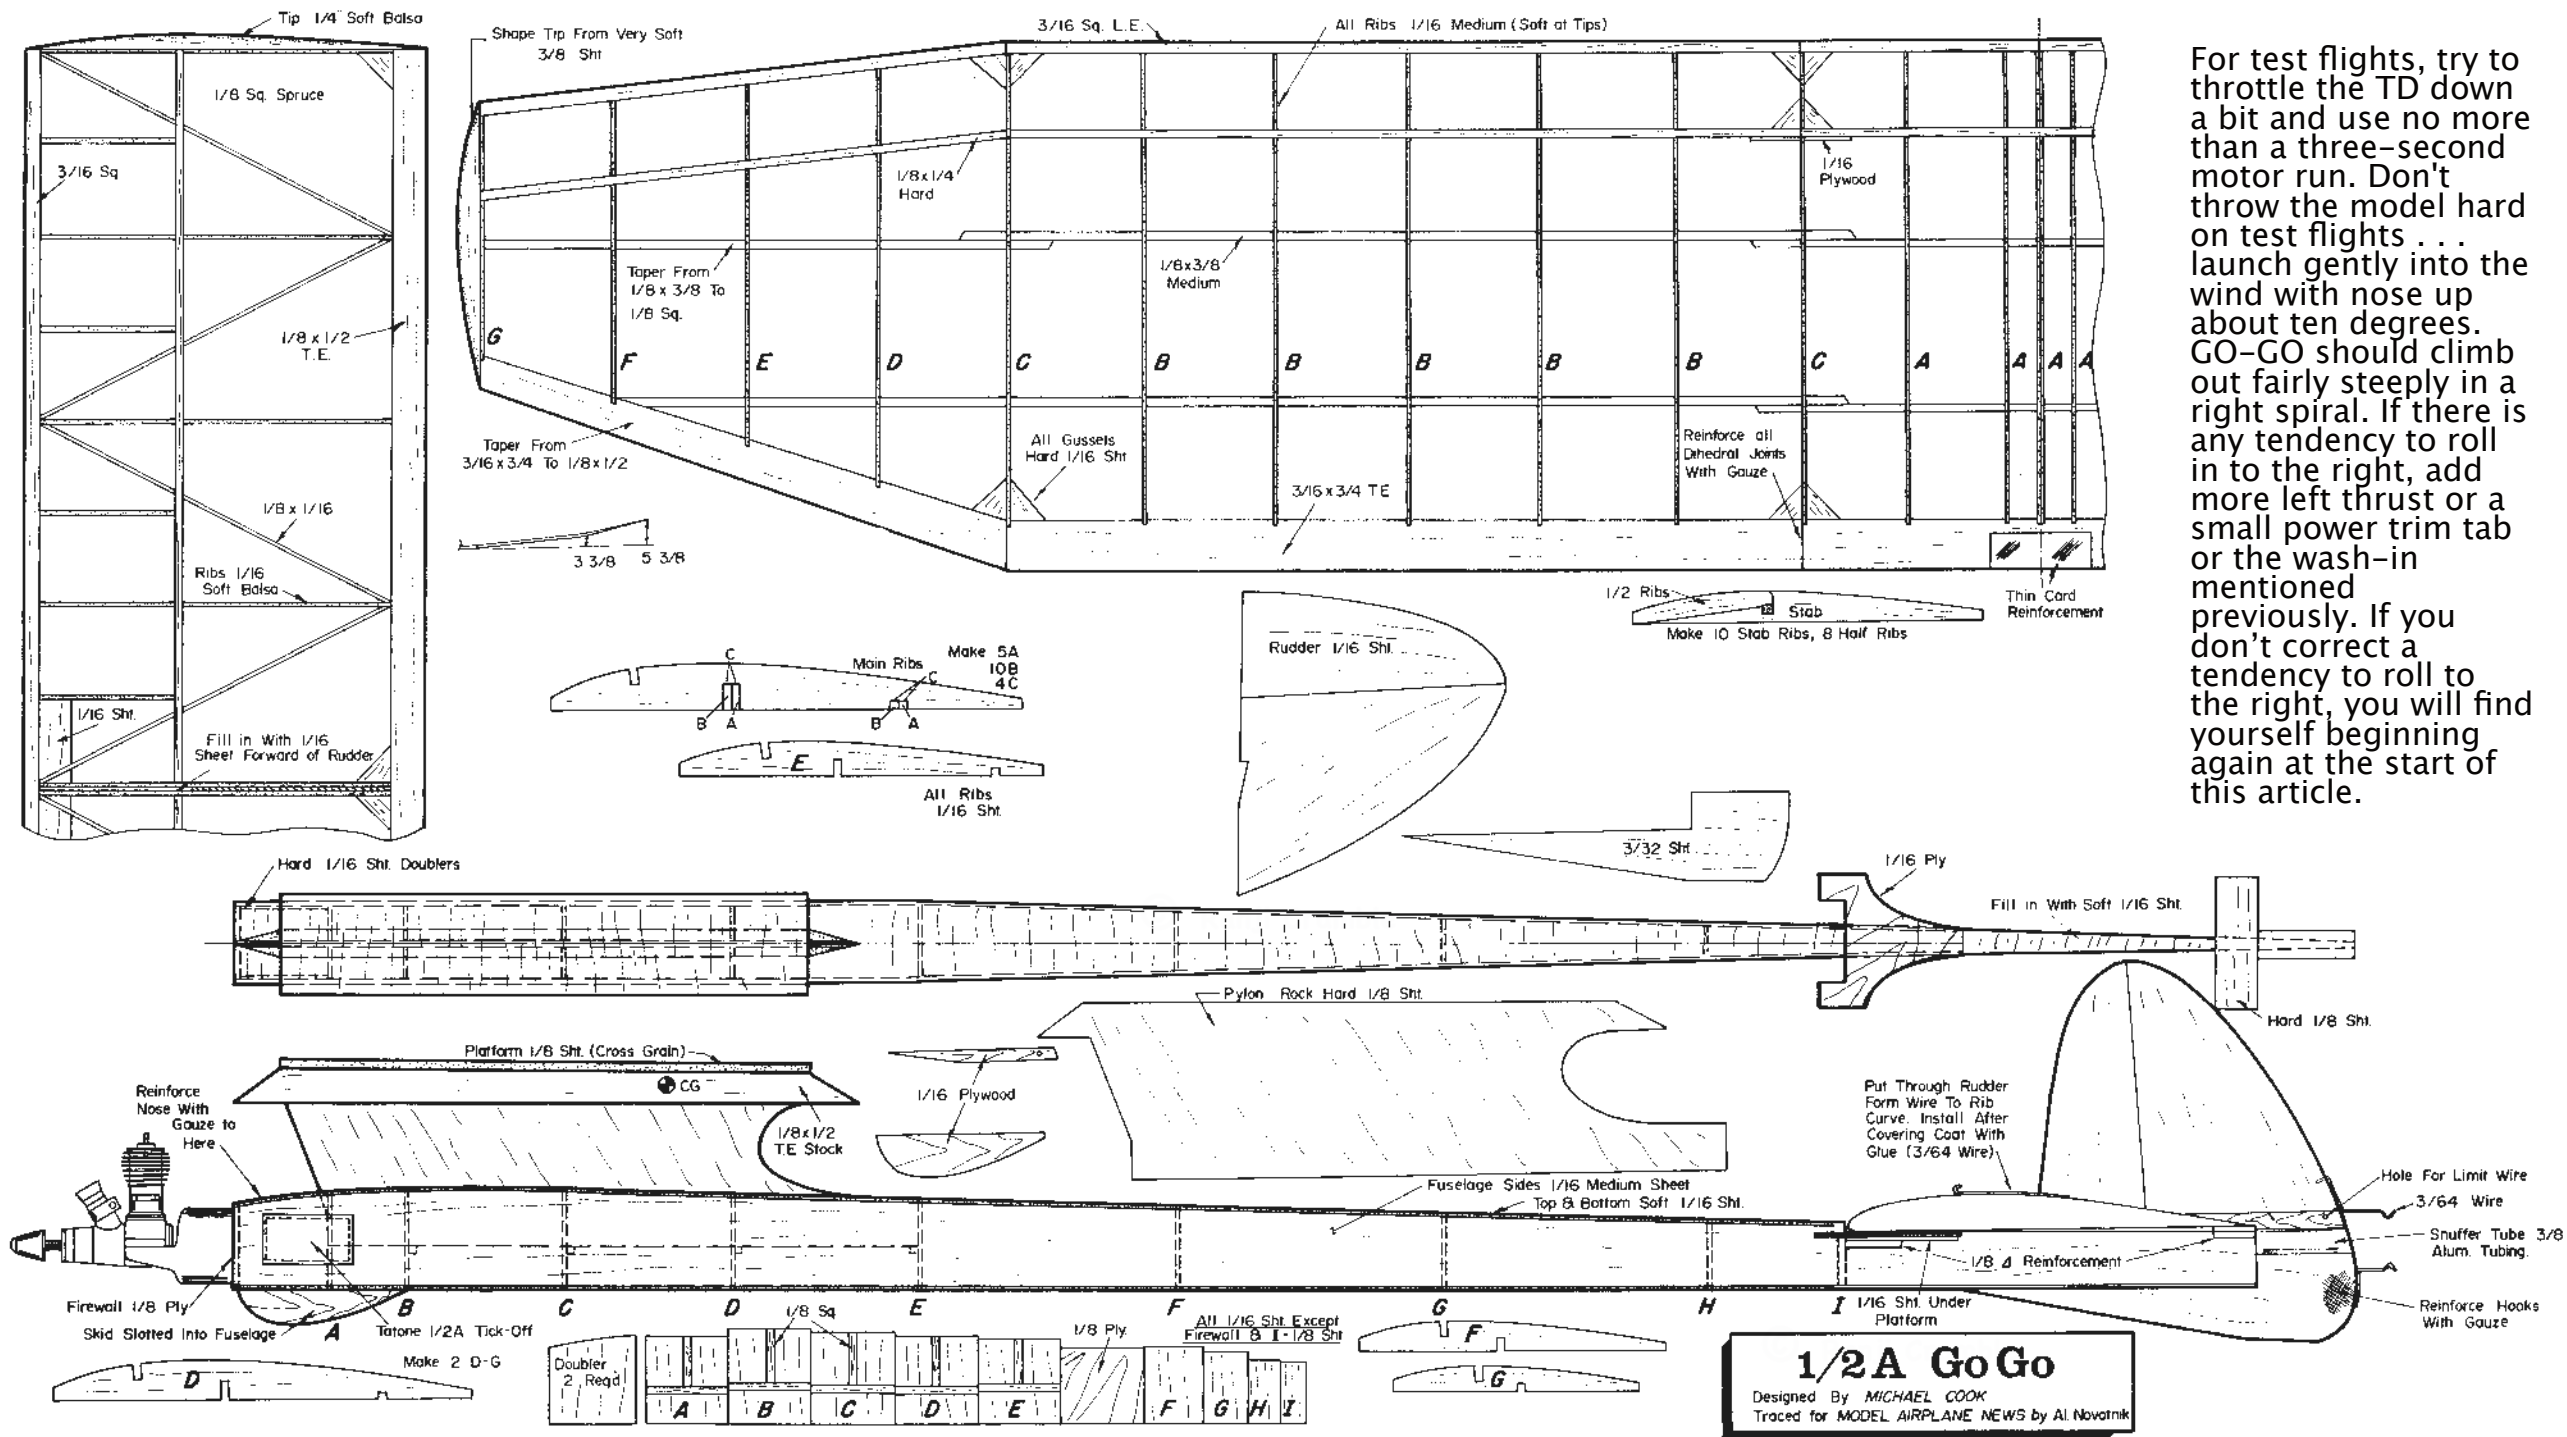 Tip 1/4" Soft Balsa
1/8 Sq. Spruce
3/16 Sq
1/8 x 1/2
T.E.
1/8 x 1/16
Ribs 1/16
Soft Balsa
1/16 Sht.
Fill in With 1/16
Sheet Forward of Rudder
Shape Tip From Very Soft
3/8 Sht
3/16 Sq. L.E.
All Ribs 1/16 Medium (Soft at Tips)
1/8x1/4
Hard
1/16
Plywood
Taper From
1/8 x 3/8 To
1/8 Sq.
1/8x3/8
Medium
G F E D C B B B B B C A A A A
Taper From
3/16x3/4 To 1/8x1/2
All Gussels
Hard 1/16 Sht
3/16x3/4 TE
Reinforce all
Dihedral Joints
With Gauze
3 3/8
5 3/8
Thin Card
Reinforcement
1/2 Ribs
Stab
Make 10 Stab Ribs, 8 Half Ribs
Rudder 1/16 Sht.
Main Ribs
Make 5A
10B
4C
C
C
B A
B A
E
All Ribs
1/16 Sht.
3/32 Sht.
For test flights, try to
throttle the TD down
a bit and use no more
than a three-second
motor run. Don't
throw the model hard
on test flights . . .
launch gently into the
wind with nose up
about ten degrees.
GO-GO should climb
out fairly steeply in a
right spiral. If there is
any tendency to roll
in to the right, add
more left thrust or a
small power trim tab
or the wash-in
mentioned
previously. If you
don’t correct a
tendency to roll to
the right, you will find
yourself beginning
again at the start of
this article.
Hard 1/16 Sht. Doublers
1/16 Ply
Fill in With Soft 1/16 Sht.
Hard 1/8 Sht.
Pylon Rock Hard 1/8 Sht.
Platform 1/8 Sht. (Cross Grain)
CG
Reinforce
Nose With
Gauze to
Here
1/8x1/2
T.E Stock
1/16 Plywood
Put Through Rudder
Form Wire To Rib
Curve. Install After
Covering Coat With
Glue (3/64 Wire)
Fuselage Sides 1/16 Medium Sheet
Top & Bottom Soft 1/16 Sht.
Hole For Limit Wire
3/64 Wire
Snuffer Tube 3/8
Alum. Tubing.
1/8 ⊿ Reinforcement
Firewall 1/8 Ply
Skid Slotted Into Fuselage
A B C D E F G H I
Tatone 1/2A Tick-Off
1/16 Sht. Under
Platform
Reinforce Hooks
With Gauze
Make 2 D-G
D
Doubler
2 Reqd
1/8 Sq
1/8 Ply.
All 1/16 Sht. Except
Firewall & I - 1/8 Sht
A B C D E F G H I
F
G
1/2A GoGo
Designed By MICHAEL COOK
Traced for MODEL AIRPLANE NEWS by Al. Novotnik